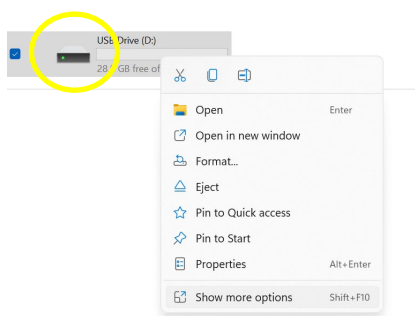 USB Drive (D:)
GB free of
Open Enter
Open in new window
Format...
Eject
Pin to Quick access
Pin to Start
Properties Alt+Enter
Show more options Shift+F10